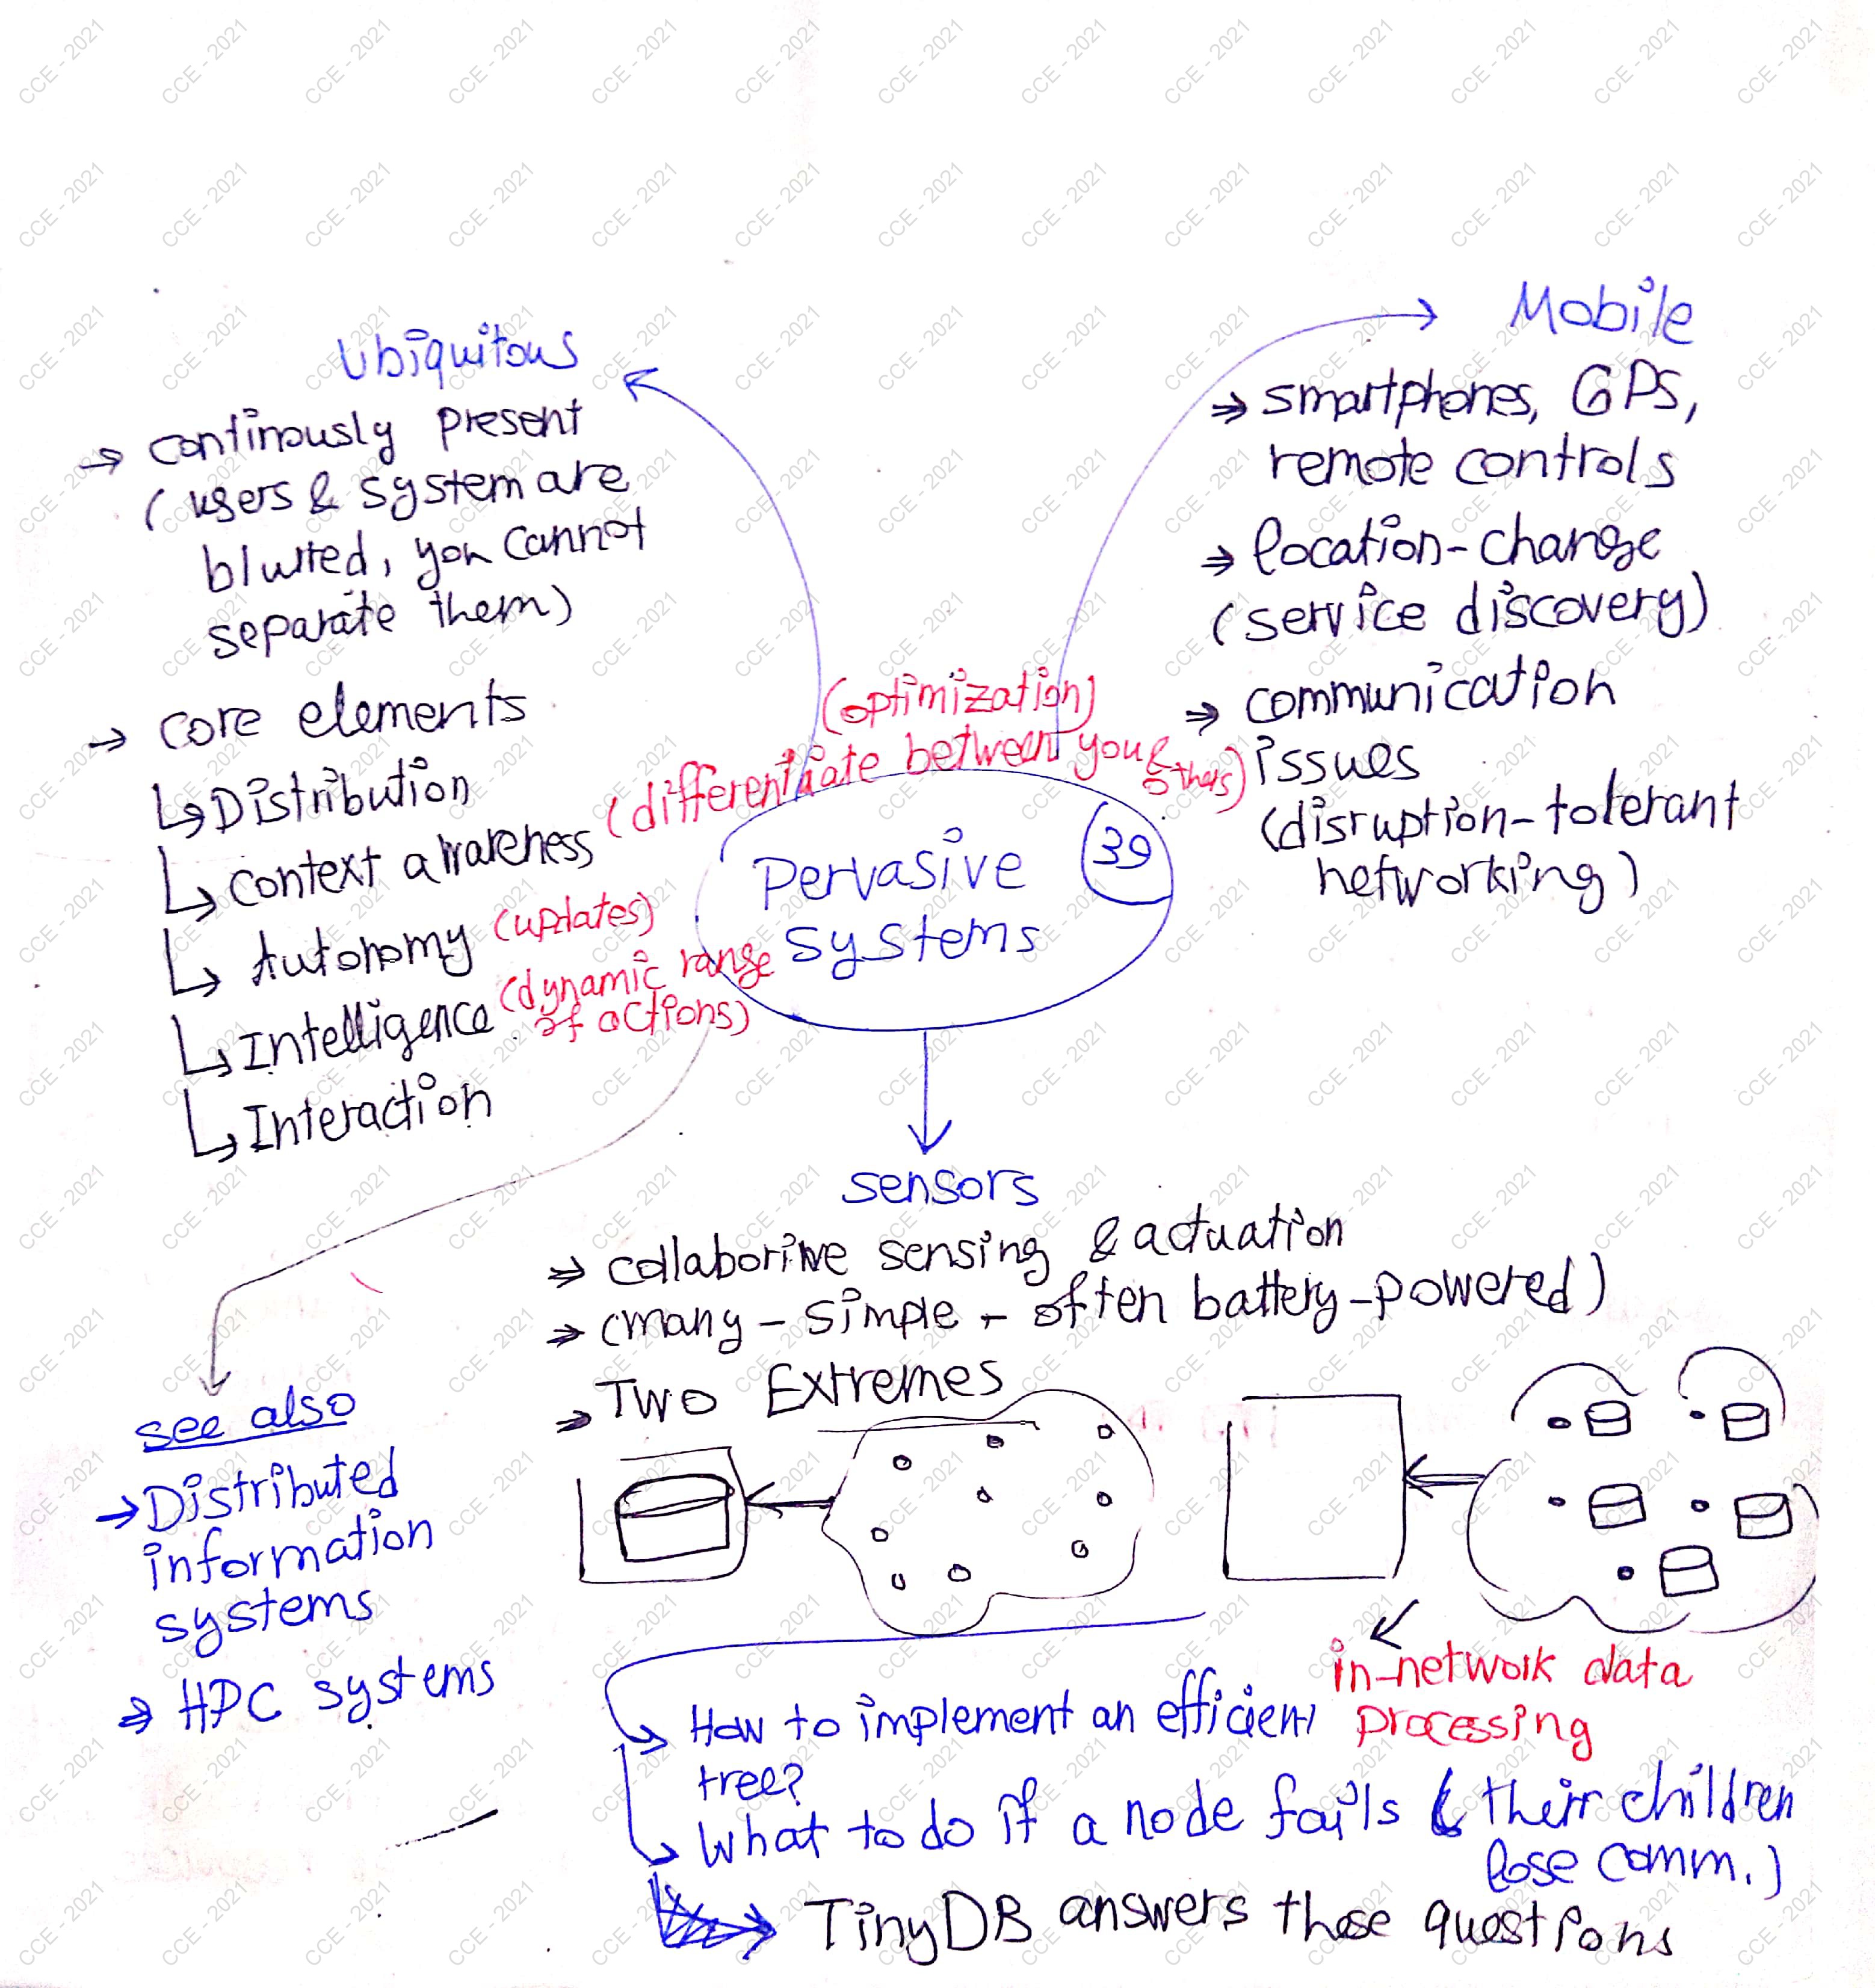 Ubiquitous
→ continously present
(users & system are
blurred, you cannot
separate them)
→ core elements
↳ Distribution
↳ Context awareness (differentiate between you & others)
(optimization)
↳ Autonomy (updates)
↳ Intelligence (dynamic range
of actions)
↳ Interaction
Mobile
⇒ smartphones, GPS,
remote controls
⇒ location-change
(service discovery)
⇒ communication
issues
(disruption-tolerant
networking)
Pervasive
systems
39
sensors
⇒ collaborive sensing & actuation
⇒ (many - simple - often battery-powered)
⇒ Two Extremes
in-network data
processing
How to implement an efficient
tree?
What to do if a node fails (& their children
lose comm.)
TinyDB answers these questions
see also
→ Distributed
information
systems
⇒ HPC systems
CCE - 2021